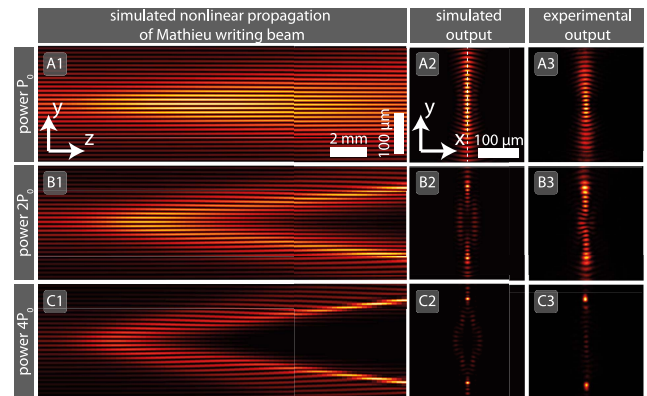 simulated nonlinear propagation
of Mathieu writing beam
simulated
output
experimental
output
power P₀
A1
y
z
2 mm
100 µm
A2
y
x
100 µm
A3
power 2P₀
B1
B2
B3
power 4P₀
C1
C2
C3